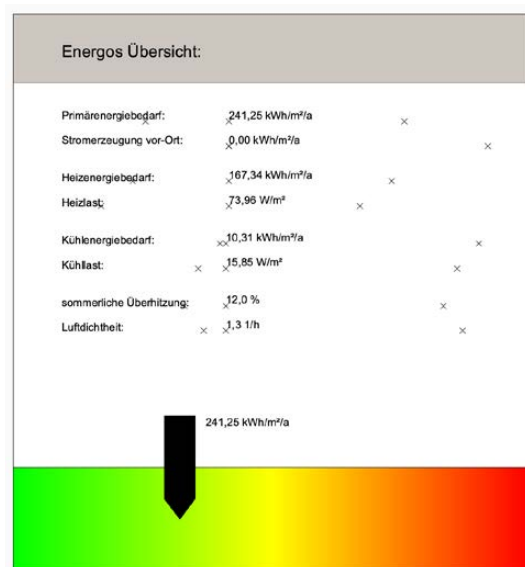 Energos Übersicht:
Primärenergiebedarf: 241,25 kWh/m²/a
Stromerzeugung vor-Ort: 0,00 kWh/m²/a
Heizenergiebedarf: 167,34 kWh/m²/a
Heizlast: 73,96 W/m²
Kühlenergiebedarf: 10,31 kWh/m²/a
Kühllast: 15,85 W/m²
sommerliche Überhitzung: 12,0 %
Luftdichtheit: 1,3 1/h
241,25 kWh/m²/a